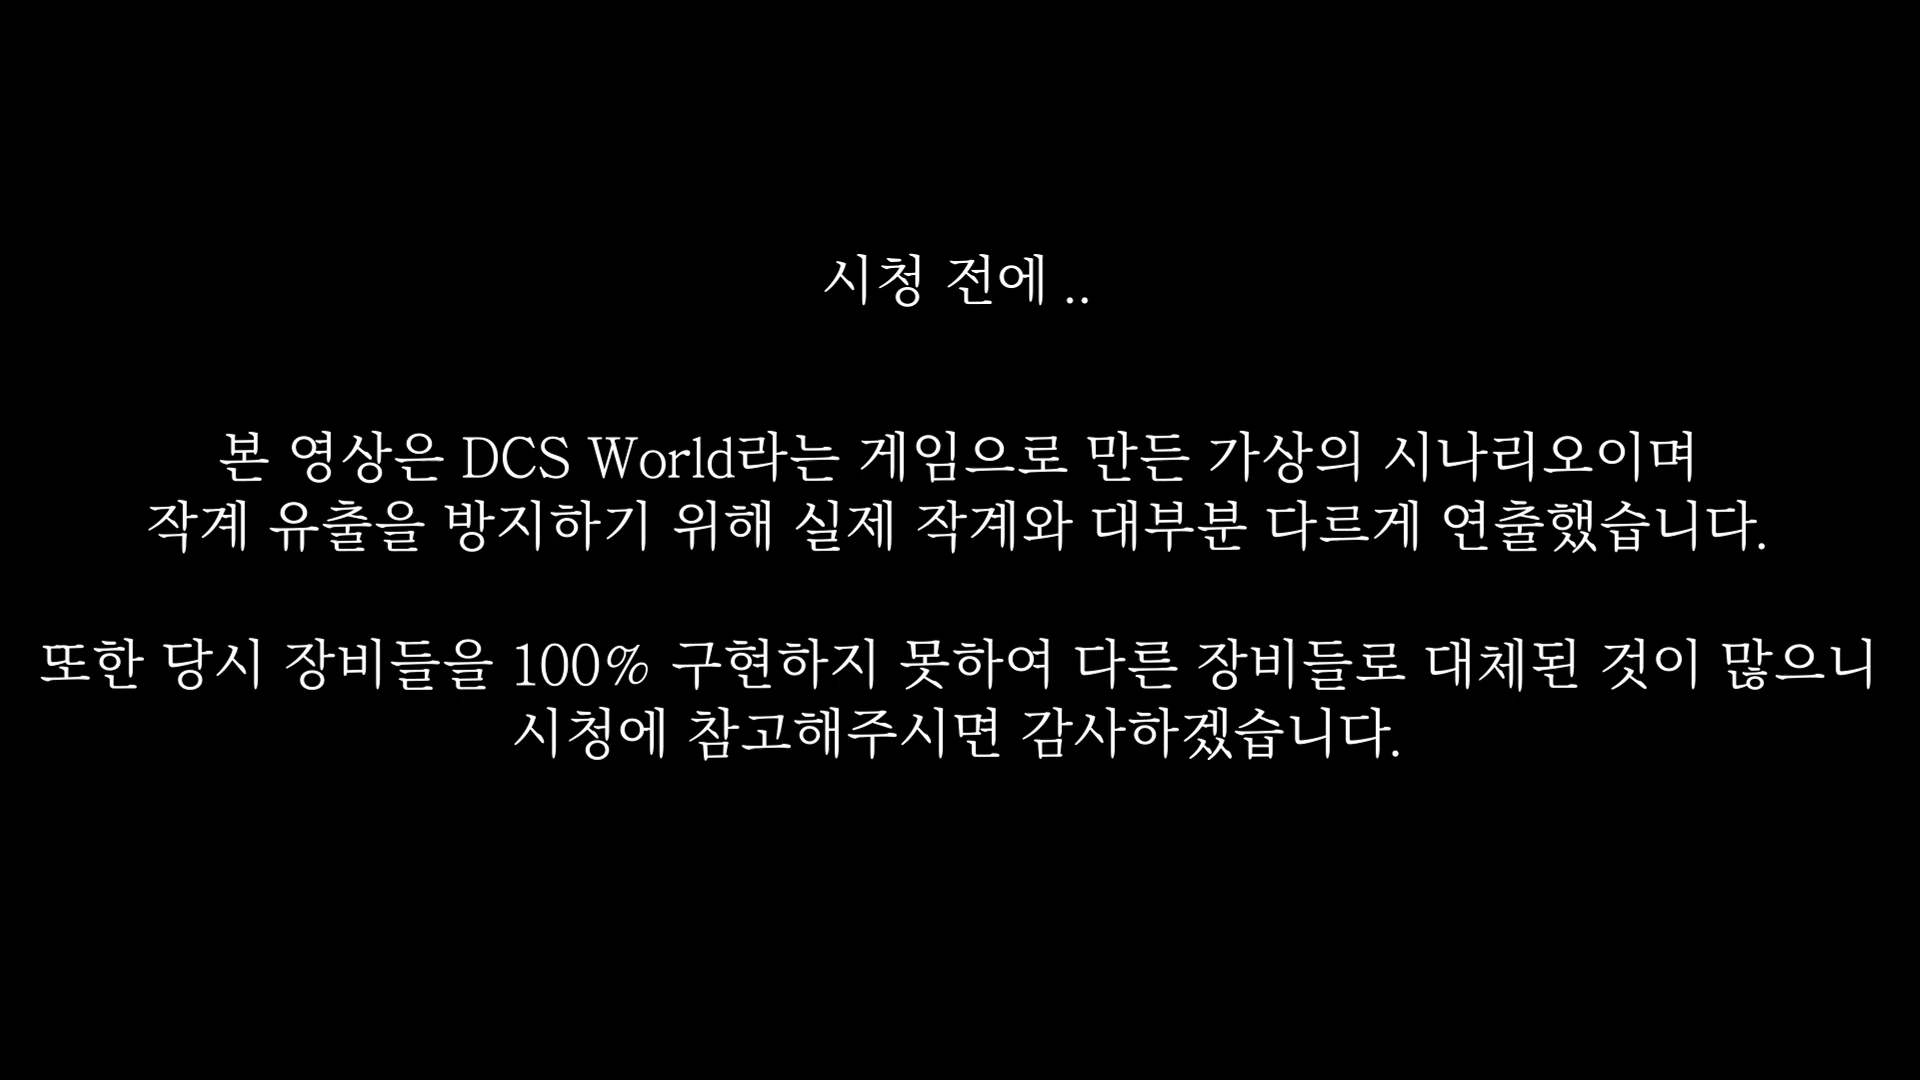 시청 전에 ..
본 영상은 DCS World라는 게임으로 만든 가상의 시나리오이며
작계 유출을 방지하기 위해 실제 작계와 대부분 다르게 연출했습니다.
또한 당시 장비들을 100% 구현하지 못하여 다른 장비들로 대체된 것이 많으니
시청에 참고해주시면 감사하겠습니다.